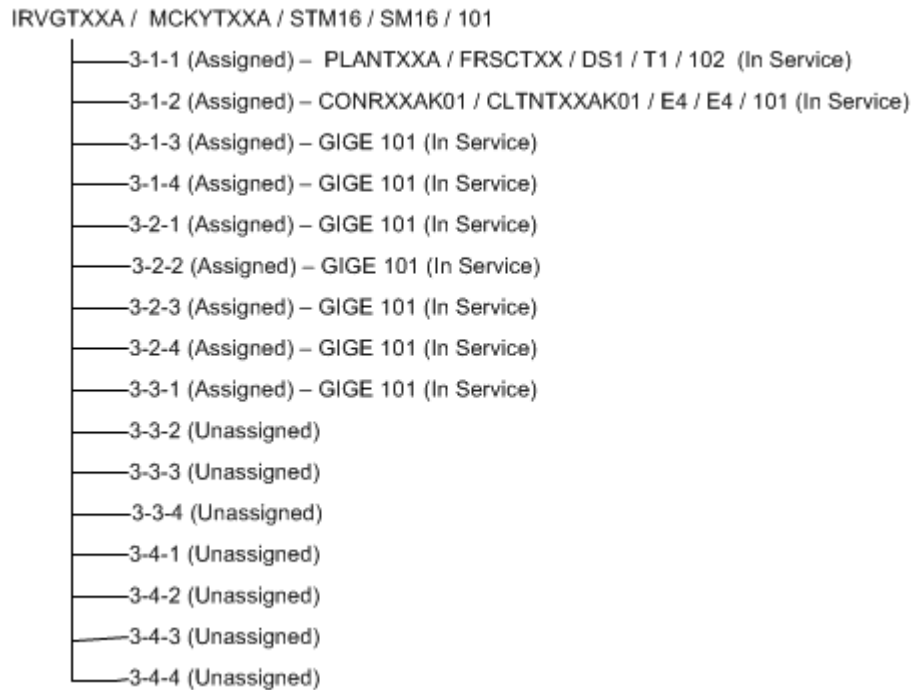 IRVGTXXA / MCKYTXXA / STM16 / SM16 / 101
3-1-1 (Assigned) – PLANTXXA / FRSCTXX / DS1 / T1 / 102 (In Service)
3-1-2 (Assigned) – CONRXXAK01 / CLTNTXXAK01 / E4 / E4 / 101 (In Service)
3-1-3 (Assigned) – GIGE 101 (In Service)
3-1-4 (Assigned) – GIGE 101 (In Service)
3-2-1 (Assigned) – GIGE 101 (In Service)
3-2-2 (Assigned) – GIGE 101 (In Service)
3-2-3 (Assigned) – GIGE 101 (In Service)
3-2-4 (Assigned) – GIGE 101 (In Service)
3-3-1 (Assigned) – GIGE 101 (In Service)
3-3-2 (Unassigned)
3-3-3 (Unassigned)
3-3-4 (Unassigned)
3-4-1 (Unassigned)
3-4-2 (Unassigned)
3-4-3 (Unassigned)
3-4-4 (Unassigned)